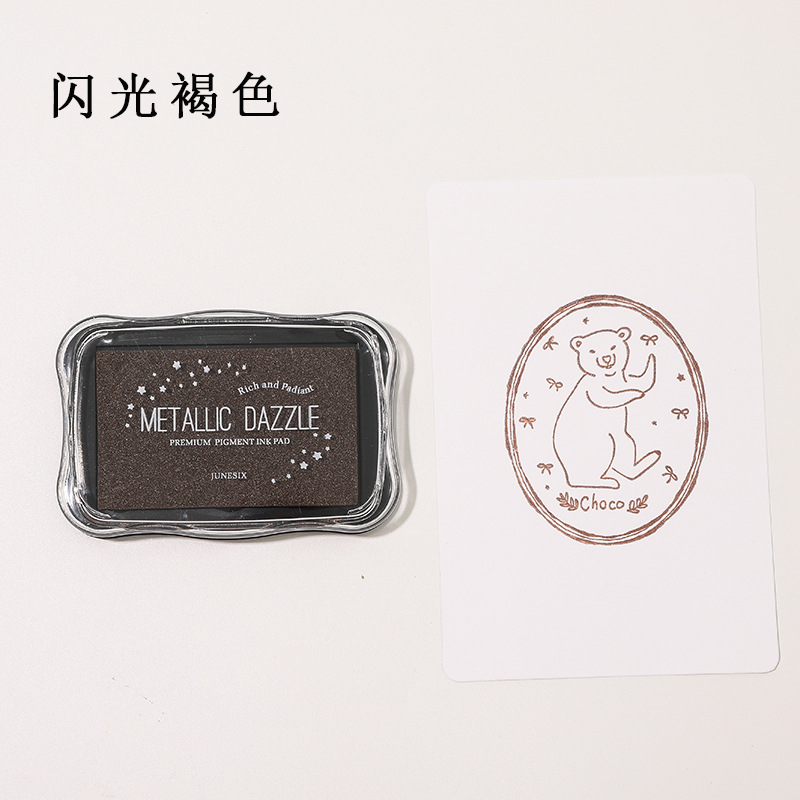 闪光褐色
Rich and Padiant
METALLIC DAZZLE
PREMIUM PIGMENT INK PAD
JUNESIX
Choco